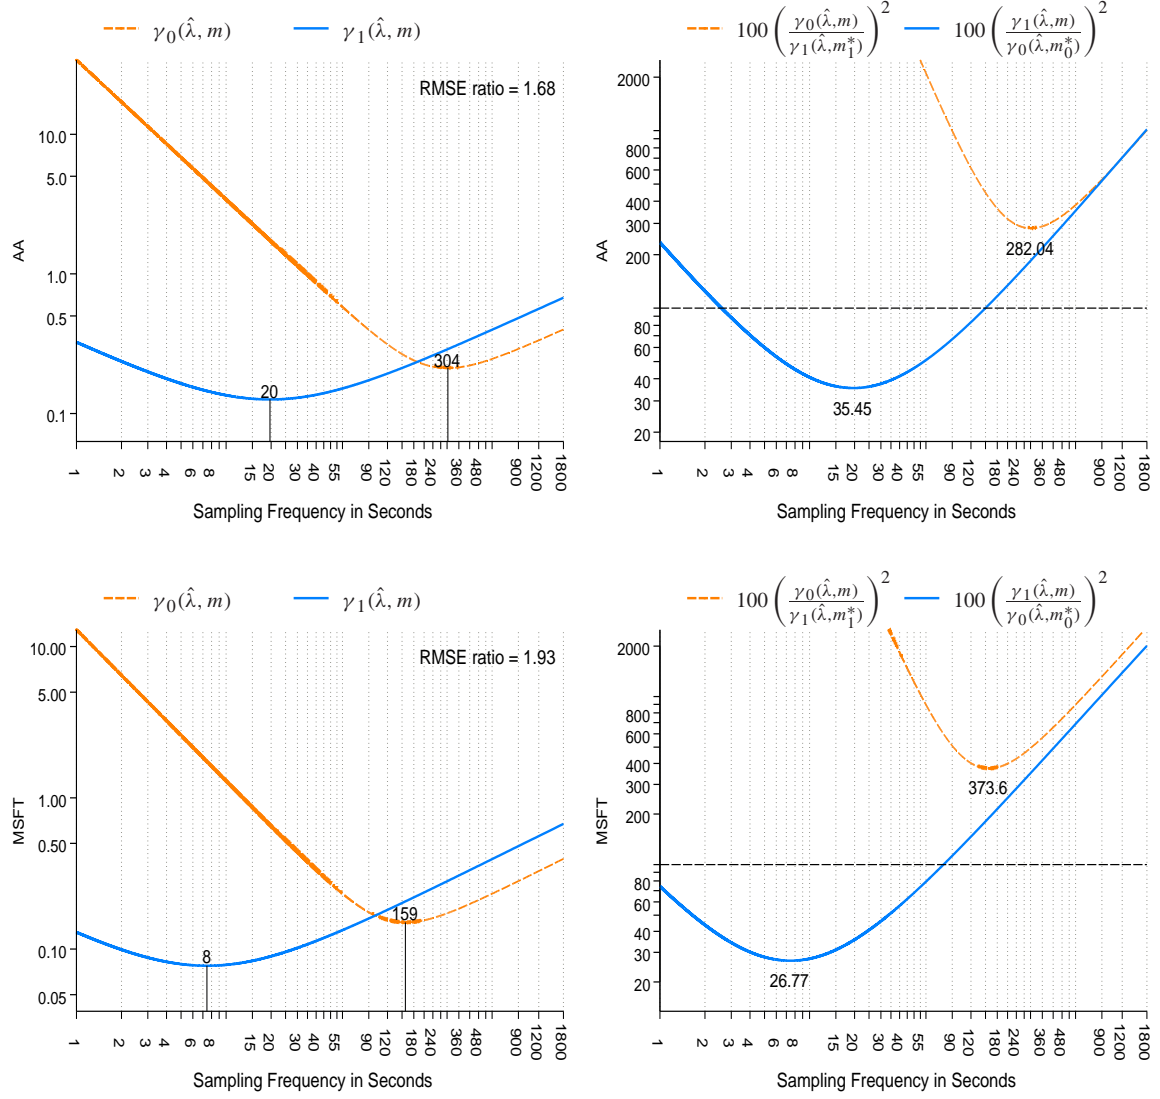 γ₀(λ̂, m) γ₁(λ̂, m)
RMSE ratio = 1.68
10.0
5.0
1.0
0.5
0.1
AA
304
20
1 2 3 4 6 8 15 20 30 40 55 90 120 180 240 360 480 900 1200 1800
Sampling Frequency in Seconds
100 (γ₀(λ̂,m) / γ₁(λ̂,m₁*))² 100 (γ₁(λ̂,m) / γ₀(λ̂,m₀*))²
2000
800
600
400
300
200
80
60
40
30
20
AA
282.04
35.45
1 2 3 4 6 8 15 20 30 40 55 90 120 180 240 360 480 900 1200 1800
Sampling Frequency in Seconds
γ₀(λ̂, m) γ₁(λ̂, m)
RMSE ratio = 1.93
10.00
5.00
1.00
0.50
0.10
0.05
MSFT
159
8
1 2 3 4 6 8 15 20 30 40 55 90 120 180 240 360 480 900 1200 1800
Sampling Frequency in Seconds
100 (γ₀(λ̂,m) / γ₁(λ̂,m₁*))² 100 (γ₁(λ̂,m) / γ₀(λ̂,m₀*))²
2000
800
600
400
300
200
80
60
40
30
20
MSFT
373.6
26.77
1 2 3 4 6 8 15 20 30 40 55 90 120 180 240 360 480 900 1200 1800
Sampling Frequency in Seconds